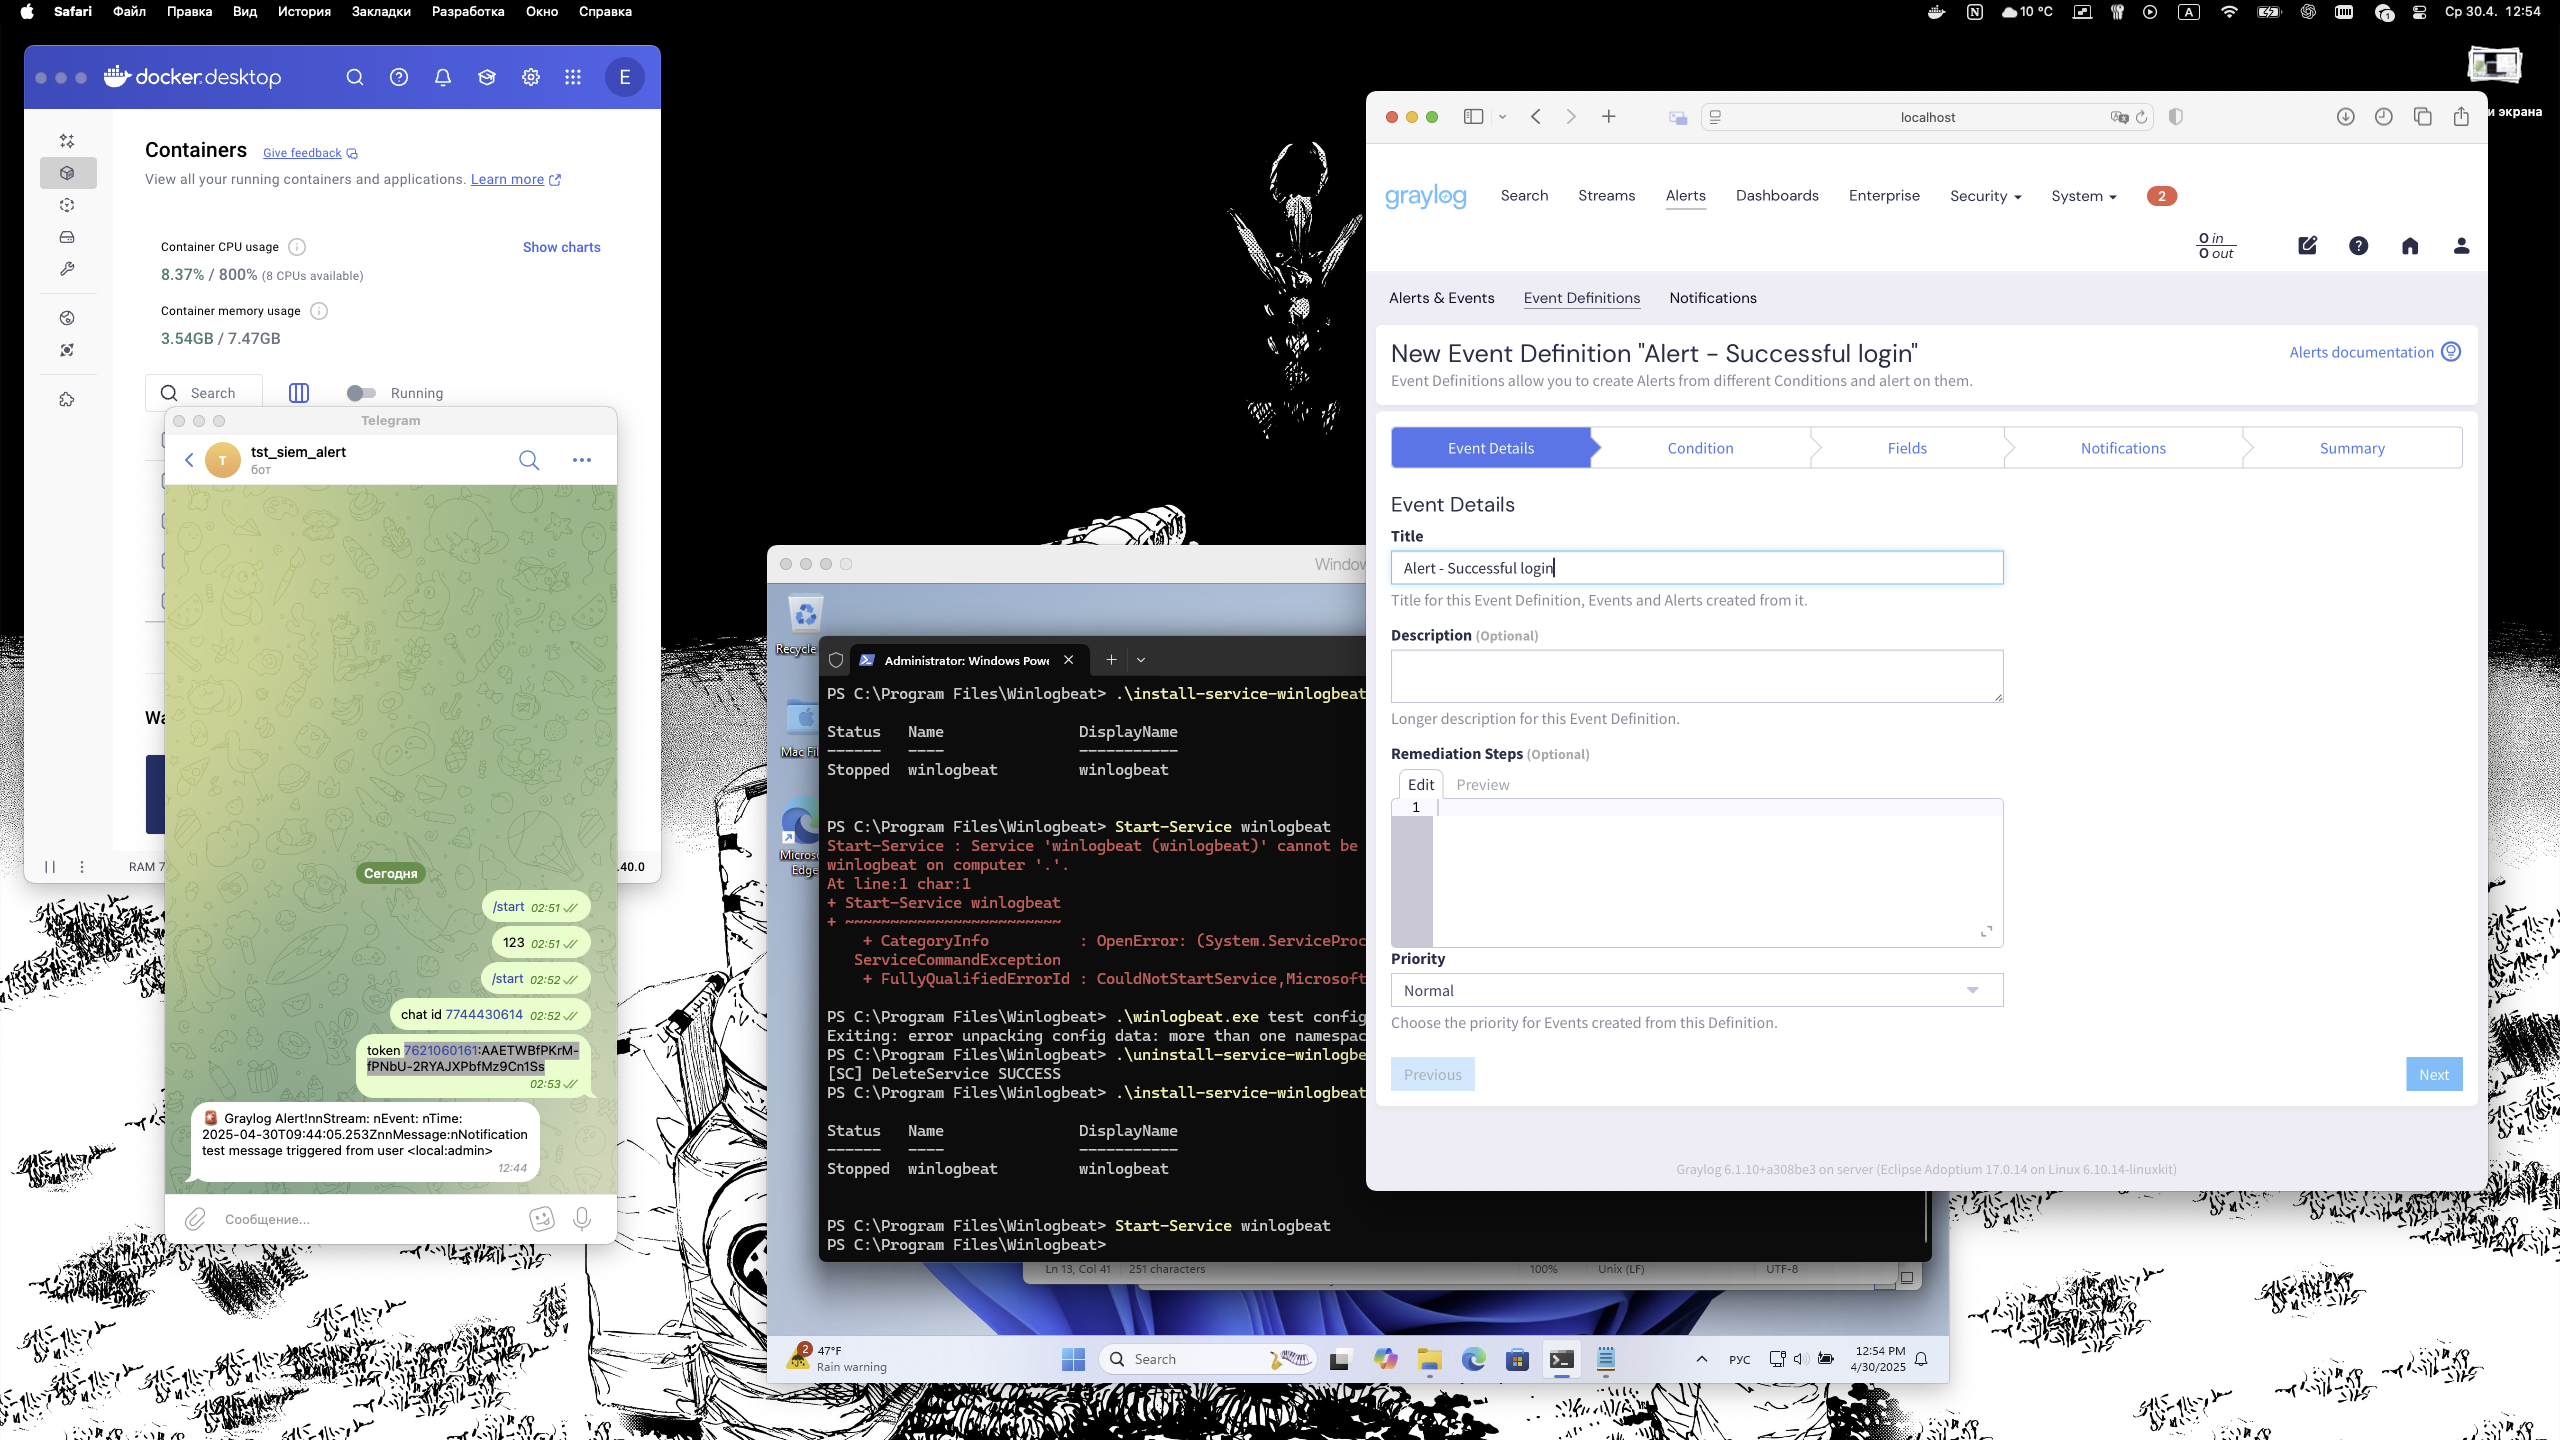 Safari Файл Правка Вид История Закладки Разработка Окно Справка
10 °C A 1 Ср 30.4. 12:54
docker desktop E
Containers Give feedback
View all your running containers and applications. Learn more
Container CPU usage Show charts
8.37% / 800% (8 CPUs available)
Container memory usage
3.54GB / 7.47GB
Search Running
Wa
RAM 7 .40.0
Telegram
T tst_siem_alert
бот
Сегодня
/start 02:51
123 02:51
/start 02:52
chat id 7744430614 02:52
token 7621060161:AAETWBfPKrM-
fPNbU-2RYAJXPbfMz9Cn1Ss
02:53
🚨 Graylog Alert!nnStream: nEvent: nTime:
2025-04-30T09:44:05.253ZnnMessage:nNotification
test message triggered from user <local:admin>
12:44
Сообщение...
Window
Recycle
Mac Fil
Micros
Edge
Administrator: Windows Powe
PS C:\Program Files\Winlogbeat> .\install-service-winlogbeat
Status Name DisplayName
------ ---- -----------
Stopped winlogbeat winlogbeat
PS C:\Program Files\Winlogbeat> Start-Service winlogbeat
Start-Service : Service 'winlogbeat (winlogbeat)' cannot be
winlogbeat on computer '.'.
At line:1 char:1
+ Start-Service winlogbeat
+ ~~~~~~~~~~~~~~~~~~~~~~~~
+ CategoryInfo : OpenError: (System.ServiceProc
ServiceCommandException
+ FullyQualifiedErrorId : CouldNotStartService,Microsoft
PS C:\Program Files\Winlogbeat> .\winlogbeat.exe test config
Exiting: error unpacking config data: more than one namespac
PS C:\Program Files\Winlogbeat> .\uninstall-service-winlogbe
[SC] DeleteService SUCCESS
PS C:\Program Files\Winlogbeat> .\install-service-winlogbeat
Status Name DisplayName
------ ---- -----------
Stopped winlogbeat winlogbeat
PS C:\Program Files\Winlogbeat> Start-Service winlogbeat
PS C:\Program Files\Winlogbeat>
Ln 13, Col 41 251 characters 100% Unix (LF) UTF-8
2 47°F
Rain warning
Search
РУС
12:54 PM
4/30/2025
и экрана
localhost
graylog Search Streams Alerts Dashboards Enterprise Security System 2
0 in
0 out
Alerts & Events Event Definitions Notifications
New Event Definition "Alert - Successful login"
Alerts documentation
Event Definitions allow you to create Alerts from different Conditions and alert on them.
Event Details Condition Fields Notifications Summary
Event Details
Title
Alert - Successful login
Title for this Event Definition, Events and Alerts created from it.
Description (Optional)
Longer description for this Event Definition.
Remediation Steps (Optional)
Edit Preview
1
Priority
Normal
Choose the priority for Events created from this Definition.
Previous Next
Graylog 6.1.10+a308be3 on server (Eclipse Adoptium 17.0.14 on Linux 6.10.14-linuxkit)